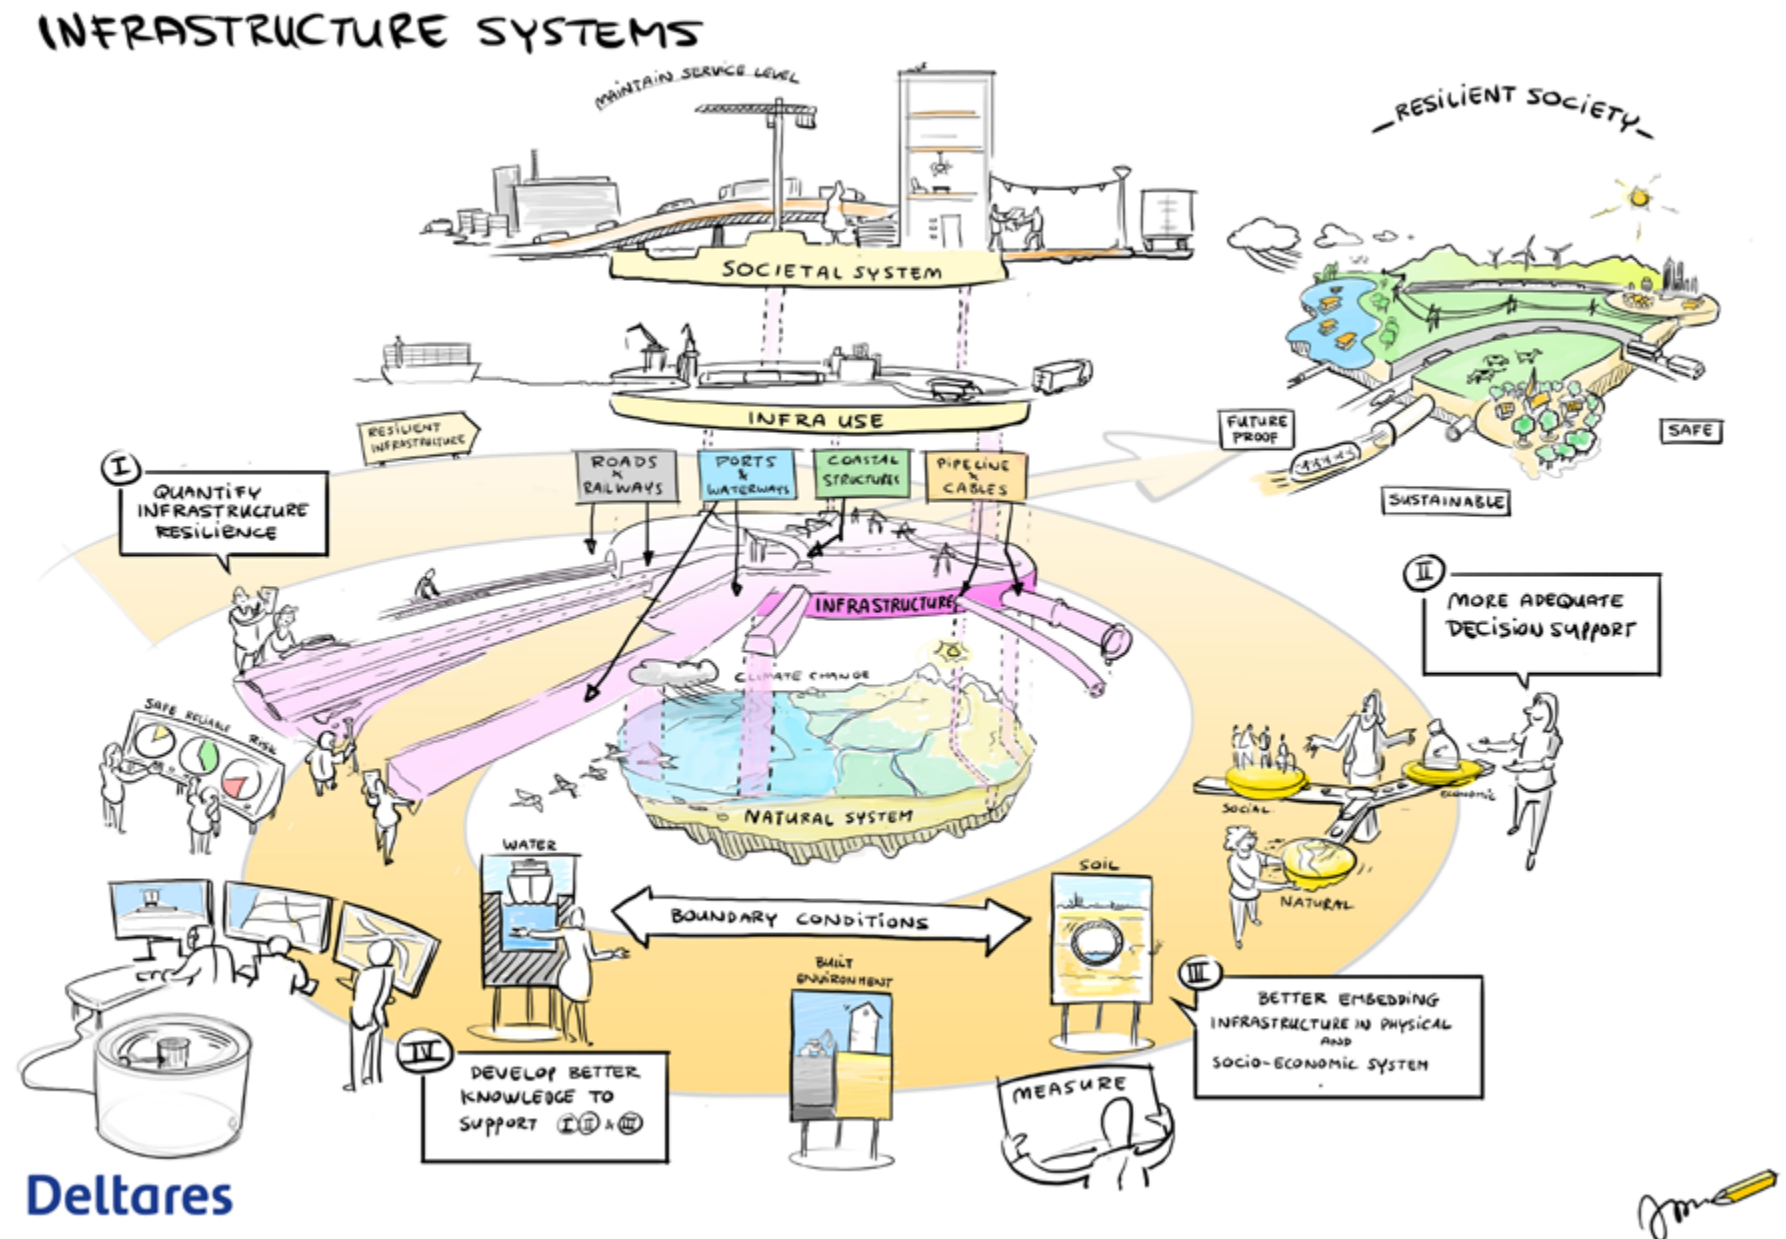 INFRASTRUCTURE SYSTEMS
MAINTAIN SERVICE LEVEL
RESILIENT SOCIETY
SOCIETAL SYSTEM
INFRA USE
RESILIENT
INFRASTRUCTURE
FUTURE
PROOF
SAFE
SUSTAINABLE
I
QUANTIFY
INFRASTRUCTURE
RESILIENCE
ROADS
&
RAILWAYS
PORTS
&
WATERWAYS
COASTAL
STRUCTURES
PIPELINE
&
CABLES
INFRASTRUCTURE
II
MORE ADEQUATE
DECISION SUPPORT
CLIMATE CHANGE
SAFE RELIABLE RISK
NATURAL SYSTEM
SOCIAL
ECONOMIC
NATURAL
WATER
BOUNDARY CONDITIONS
SOIL
BUILT
ENVIRONMENT
III
BETTER EMBEDDING
INFRASTRUCTURE IN PHYSICAL
AND
SOCIO-ECONOMIC SYSTEM
IV
DEVELOP BETTER
KNOWLEDGE TO
SUPPORT I II & III
MEASURE
Deltares